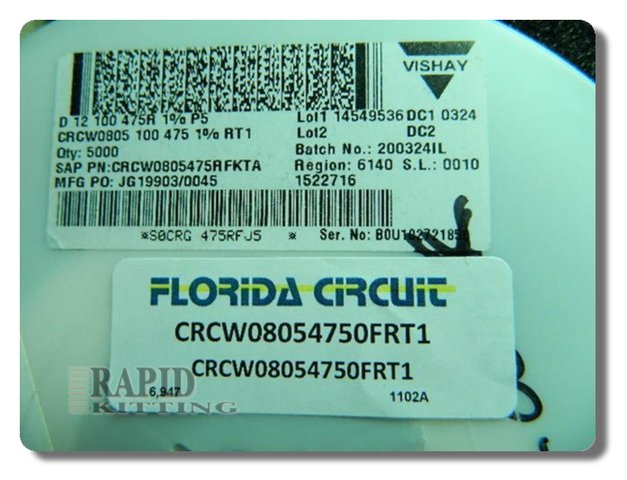 VISHAY
D 12 100 475R 1% P5 Lot1 14549536 DC1 0324
CRCW0805 100 475 1% RT1 Lot2 DC2
Qty: 5000 Batch No.: 200324IL
SAP PN:CRCW0805475RFKTA Region: 6140 S.L.: 0010
MFG PO: JG19903/0045 1522716
*S0CRG 475RFJ5 * Ser. No:
FLORIDA CIRCUIT
CRCW08054750FRT1
CRCW08054750FRT1
6,947 1102A
RAPID
KITTING